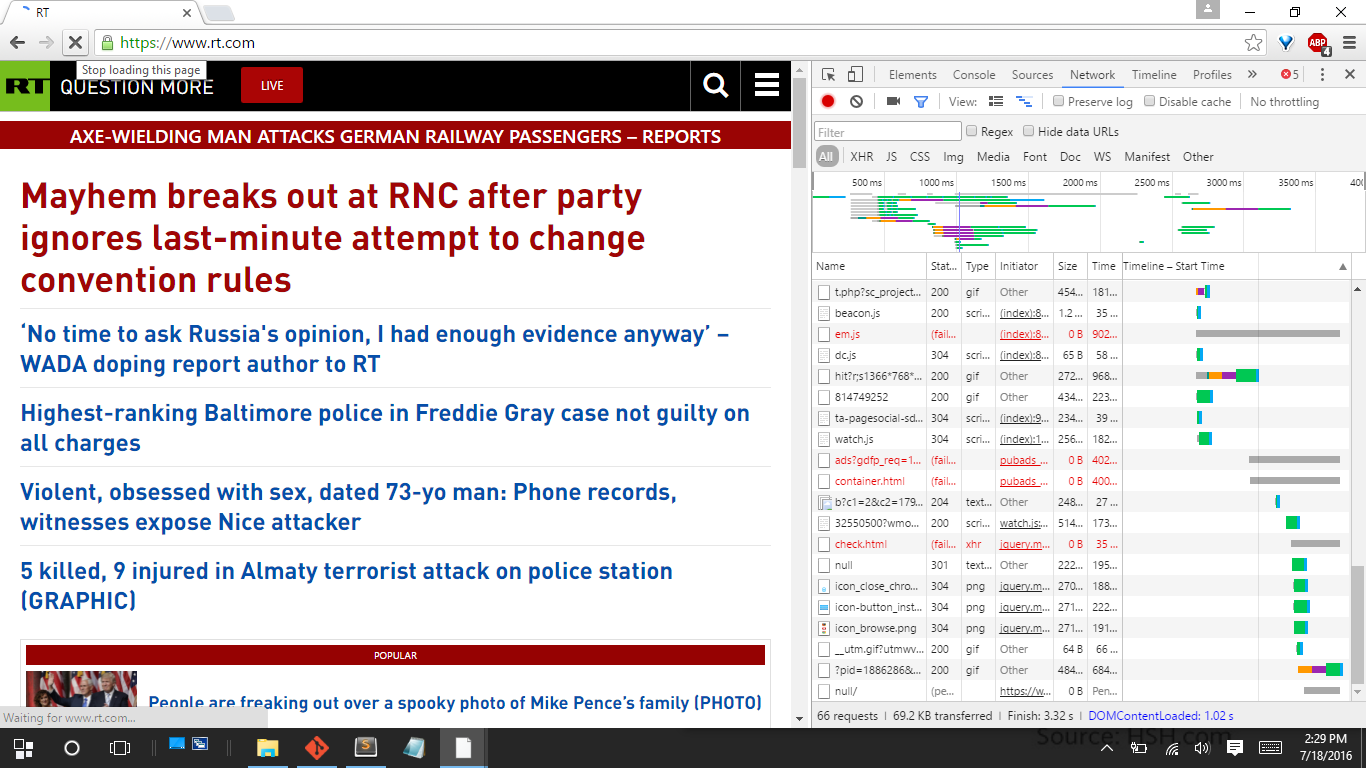 RT
https://www.rt.com
ABP
4
Stop loading this page
RT
QUESTION MORE
LIVE
AXE-WIELDING MAN ATTACKS GERMAN RAILWAY PASSENGERS – REPORTS
Mayhem breaks out at RNC after party
ignores last-minute attempt to change
convention rules
‘No time to ask Russia's opinion, I had enough evidence anyway’ –
WADA doping report author to RT
Highest-ranking Baltimore police in Freddie Gray case not guilty on
all charges
Violent, obsessed with sex, dated 73-yo man: Phone records,
witnesses expose Nice attacker
5 killed, 9 injured in Almaty terrorist attack on police station
(GRAPHIC)
POPULAR
People are freaking out over a spooky photo of Mike Pence’s family (PHOTO)
Waiting for www.rt.com...
Elements Console Sources Network Timeline Profiles » 5
View: Preserve log Disable cache No throttling
Filter Regex Hide data URLs
All XHR JS CSS Img Media Font Doc WS Manifest Other
500 ms 1000 ms 1500 ms 2000 ms 2500 ms 3000 ms 3500 ms 400
Name Stat... Type Initiator Size Time Timeline – Start Time
t.php?sc_project... 200 gif Other 454... 181...
beacon.js 200 scri... (index):8... 1.2 ... 35 ...
em.js (fail... (index):8... 0 B 902...
dc.js 304 scri... (index):8... 65 B 58 ...
hit?r;s1366*768*... 200 gif Other 272... 968...
814749252 200 gif Other 434... 223...
ta-pagesocial-sd... 304 scri... (index):9... 234... 39 ...
watch.js 304 scri... (index):1... 256... 182...
ads?gdfp_req=1... (fail... pubads_... 0 B 402...
container.html (fail... pubads_... 0 B 400...
b?c1=2&c2=179... 204 text... Other 248... 27 ...
32550500?wmo... 200 scri... watch.js:... 514... 173...
check.html (fail... xhr jquery.m... 0 B 35 ...
null 301 text... Other 222... 195...
icon_close_chro... 304 png jquery.m... 270... 188...
icon-button_inst... 304 png jquery.m... 271... 222...
icon_browse.png 304 png jquery.m... 271... 191...
__utm.gif?utmwv... 200 gif Other 64 B 66 ...
?pid=1886286&... 200 gif Other 484... 684...
null/ (pe... https://w... 0 B Pen...
66 requests | 69.2 KB transferred | Finish: 3.32 s | DOMContentLoaded: 1.02 s
Source: HSH.com
2:29 PM
7/18/2016